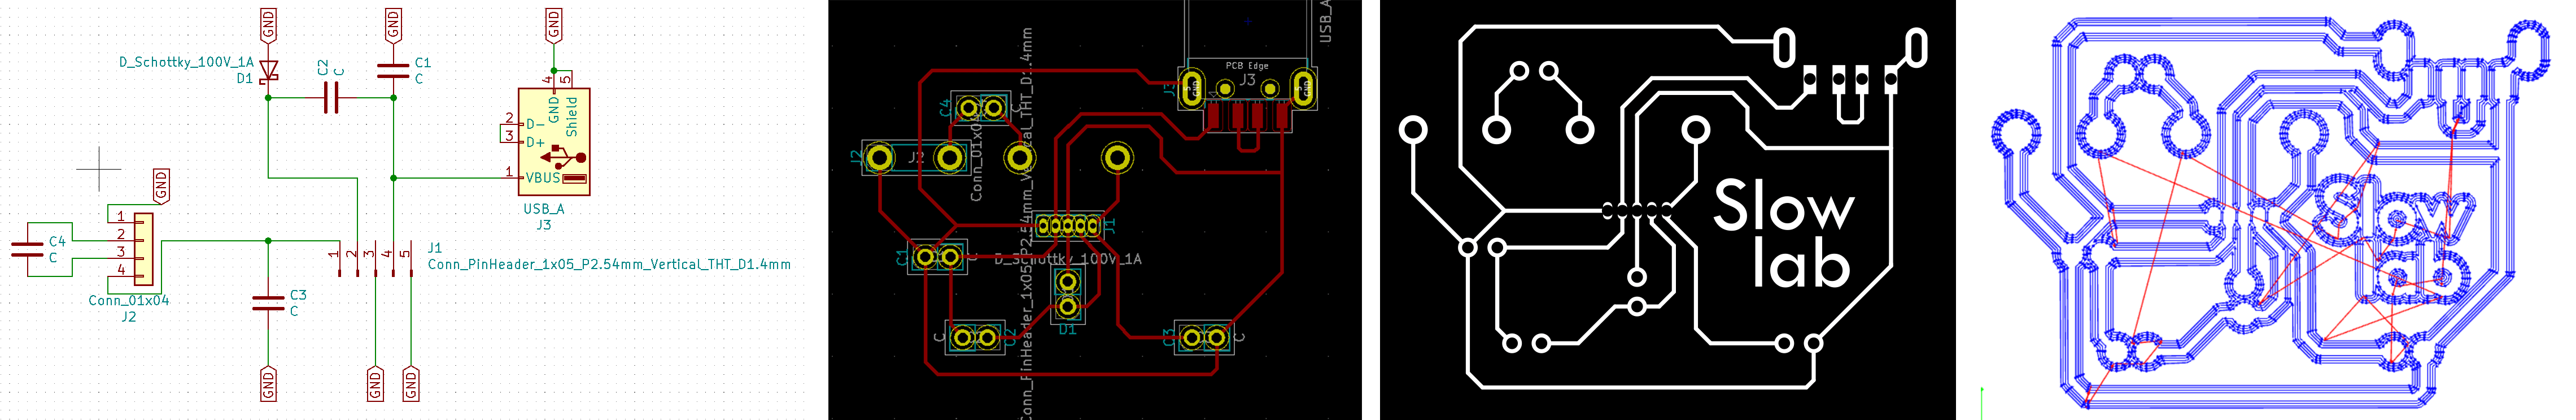 GND
GND
GND
D_Schottky_100V_1A
D1
C2
C
C1
C
4
5
GND
Shield
2
D-
3
D+
1
VBUS
USB_A
J3
GND
1
2
3
4
C4
C
Conn_01x04
J2
1
2
3
4
5
J1
Conn_PinHeader_1x05_P2.54mm_Vertical_THT_D1.4mm
C3
C
GND
GND
GND
USB_A
PCB Edge
J3
J3
GND
GND
C4
C
J2
J2
Conn_01x04
Conn_PinHeader_1x05_P2.54mm_Vertical_THT_D1.4mm
J1
C1
C
D_Schottky_100V_1A
D1
C
C2
C3
C
Slow
lab